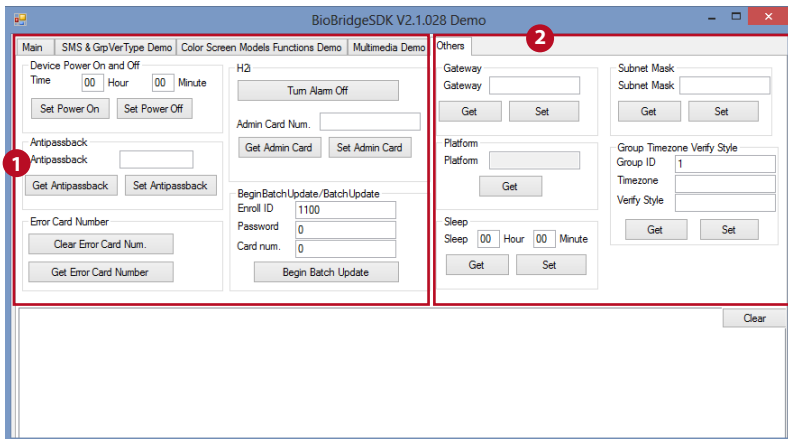 BioBridgeSDK V2.1.028 Demo
Main SMS & GrpVerType Demo Color Screen Models Functions Demo Multimedia Demo Others
1
2
Device Power On and Off
Time 00 Hour 00 Minute
Set Power On Set Power Off
Antipassback
Antipassback
Get Antipassback Set Antipassback
Error Card Number
Clear Error Card Num.
Get Error Card Number
H2i
Turn Alarm Off
Admin Card Num.
Get Admin Card Set Admin Card
BeginBatchUpdate/BatchUpdate
Enroll ID 1100
Password 0
Card num. 0
Begin Batch Update
Gateway
Gateway
Get Set
Platform
Platform
Get
Sleep
Sleep 00 Hour 00 Minute
Get Set
Subnet Mask
Subnet Mask
Get Set
Group Timezone Verify Style
Group ID 1
Timezone
Verify Style
Get Set
Clear